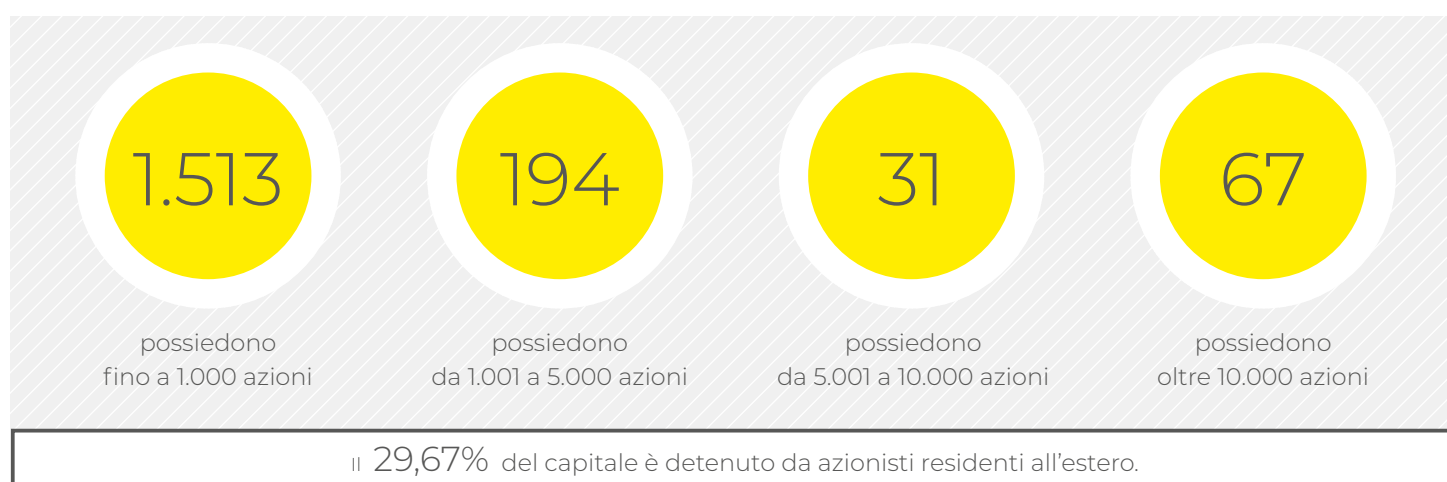 1.513
194
31
67
possiedono
fino a 1.000 azioni
possiedono
da 1.001 a 5.000 azioni
possiedono
da 5.001 a 10.000 azioni
possiedono
oltre 10.000 azioni
Il 29,67% del capitale è detenuto da azionisti residenti all’estero.